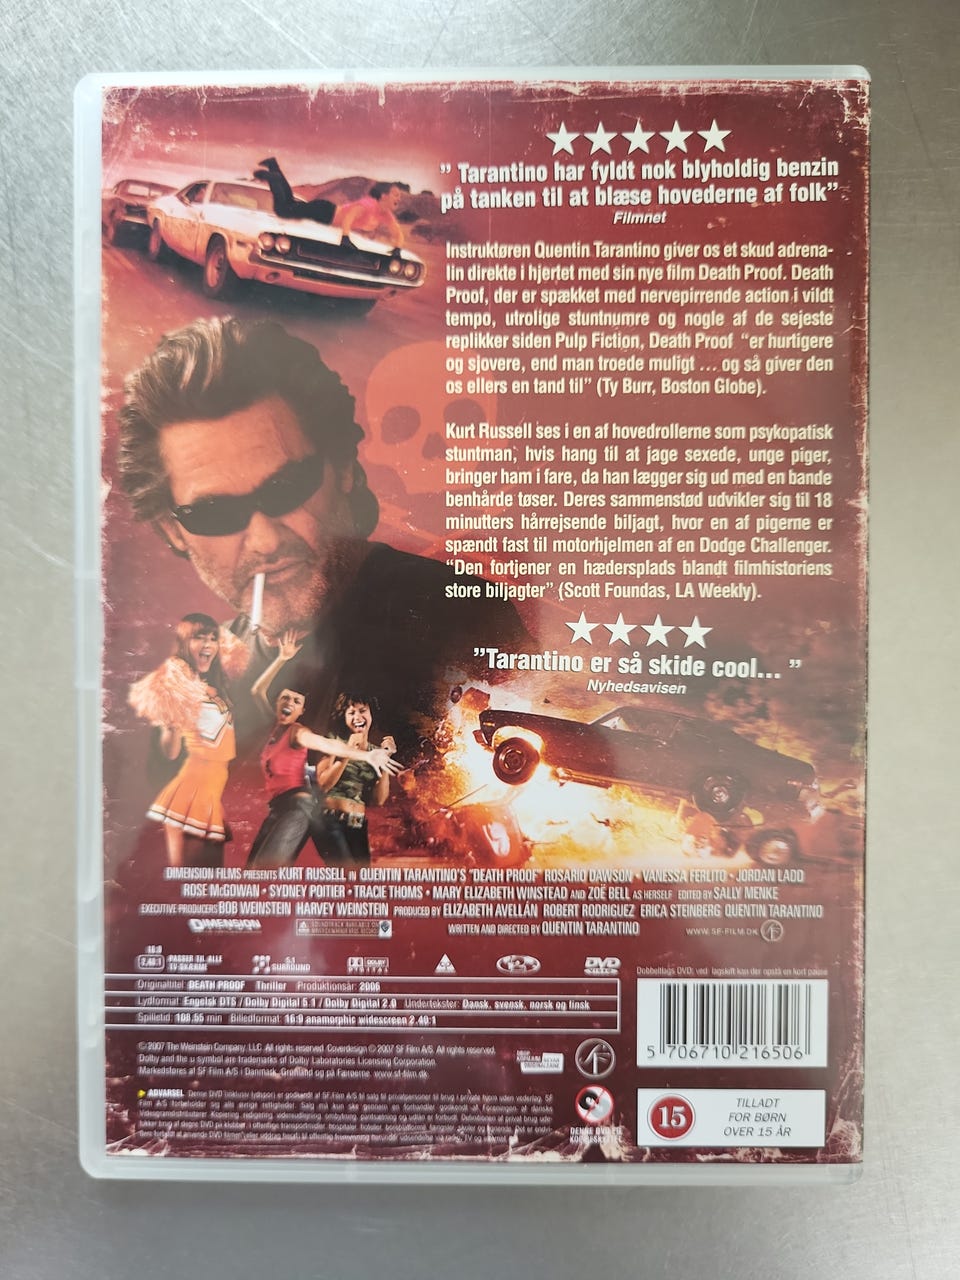 ” Tarantino har fyldt nok blyholdig benzin
på tanken til at blæse hovederne af folk”
Filmnet
Instruktøren Quentin Tarantino giver os et skud adrena-
lin direkte i hjertet med sin nye film Death Proof. Death
Proof, der er spækket med nervepirrende action i vildt
tempo, utrolige stuntnumre og nogle af de sejeste
replikker siden Pulp Fiction, Death Proof “er hurtigere
og sjovere, end man troede muligt ... og så giver den
os ellers en tand til” (Ty Burr, Boston Globe).
Kurt Russell ses i en af hovedrollerne som psykopatisk
stuntman, hvis hang til at jage sexede, unge piger,
bringer ham i fare, da han lægger sig ud med en bande
benhårde tøser. Deres sammenstød udvikler sig til 18
minutters hårrejsende biljagt, hvor en af pigerne er
spændt fast til motorhjelmen af en Dodge Challenger.
“Den fortjener en hædersplads blandt filmhistoriens
store biljagter” (Scott Foundas, LA Weekly).
”Tarantino er så skide cool... ”
Nyhedsavisen
DIMENSION FILMS PRESENTS KURT RUSSELL IN QUENTIN TARANTINO'S "DEATH PROOF" ROSARIO DAWSON • VANESSA FERLITO • JORDAN LADD
ROSE McGOWAN • SYDNEY POITIER • TRACIE THOMS • MARY ELIZABETH WINSTEAD AND ZOË BELL AS HERSELF EDITED BY SALLY MENKE
EXECUTIVE PRODUCERS BOB WEINSTEIN HARVEY WEINSTEIN PRODUCED BY ELIZABETH AVELLÁN ROBERT RODRIGUEZ ERICA STEINBERG QUENTIN TARANTINO
DIMENSION
WRITTEN AND DIRECTED BY QUENTIN TARANTINO
WWW.SF-FILM.DK
16:9
2.40:1
PASSER TIL ALLE
TV-SKÆRME
5.1
SURROUND
DOLBY
DIGITAL
2
DVD
VIDEO
Dobbeltlags DVD; ved lagskift kan der opstå en kort pause
Originaltitel DEATH PROOF Thriller Produktionsår: 2006
Lydformat: Engelsk DTS / Dolby Digital 5.1 / Dolby Digital 2.0 Undertekster: Dansk, svensk, norsk og finsk
Spilletid: 108.55 min Billedformat: 16:9 anamorphic widescreen 2.40:1
© 2007 The Weinstein Company, LLC. All rights reserved. Coverdesign © 2007 SF Film A/S. All rights reserved.
Dolby and the double-D symbol are trademarks of Dolby Laboratories Licensing Corporation.
Markedsføres af SF Film A/S i Danmark, Grønland og på Færøerne. www.sf-film.dk
5 706710 216506
ADVARSEL
15
TILLADT
FOR BØRN
OVER 15 ÅR